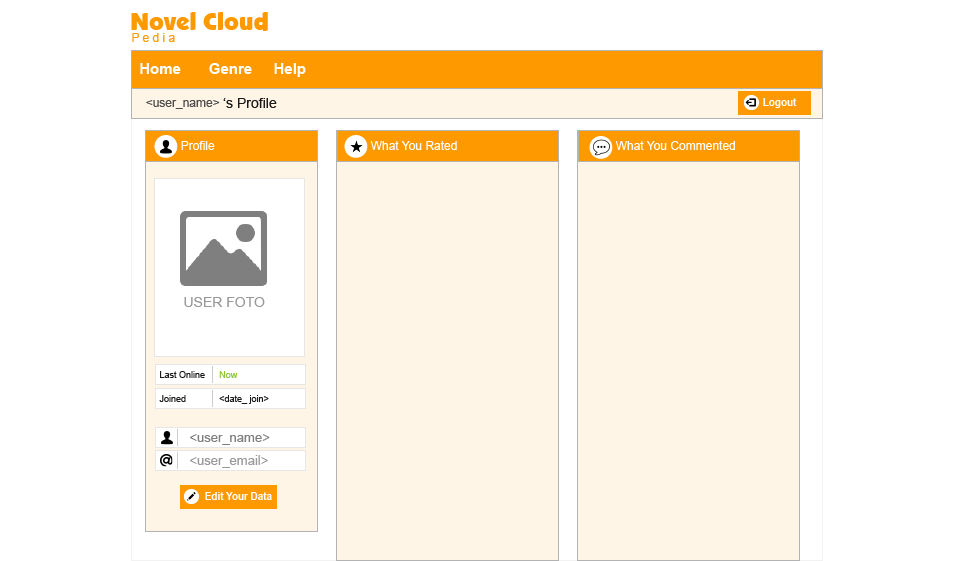 Novel Cloud
Pedia
Home Genre Help
<user_name> ‘s Profile
Logout
Profile
USER FOTO
Last Online Now
Joined <date_ join>
<user_name>
@ <user_email>
Edit Your Data
What You Rated
What You Commented